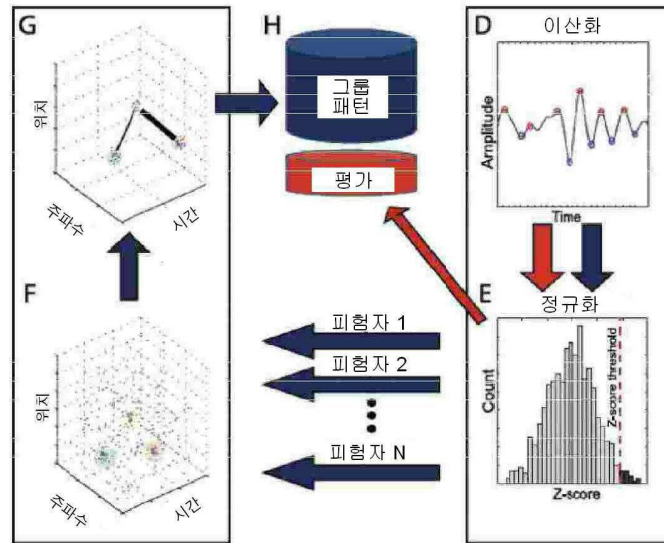 G
위치
주파수
시간
H
그룹
패턴
평가
D
이산화
Amplitude
Time
F
위치
주파수
시간
피험자 1
피험자 2
피험자 N
E
정규화
Count
Z-score threshold
Z-score